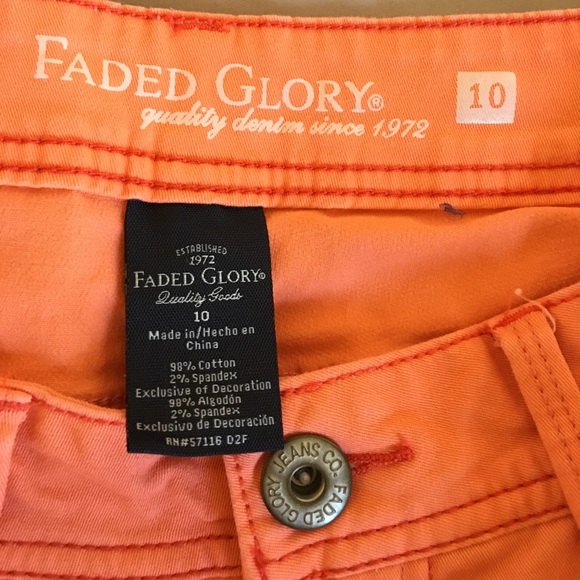 FADED GLORY®
quality denim since 1972
10
ESTABLISHED
1972
FADED GLORY®
Quality Goods
10
Made in/Hecho en
China
98% Cotton
2% Spandex
Exclusive of Decoration
98% Algodón
2% Spandex
Exclusivo de Decoración
RN#57116 D2F
FADED GLORY JEANS CO.